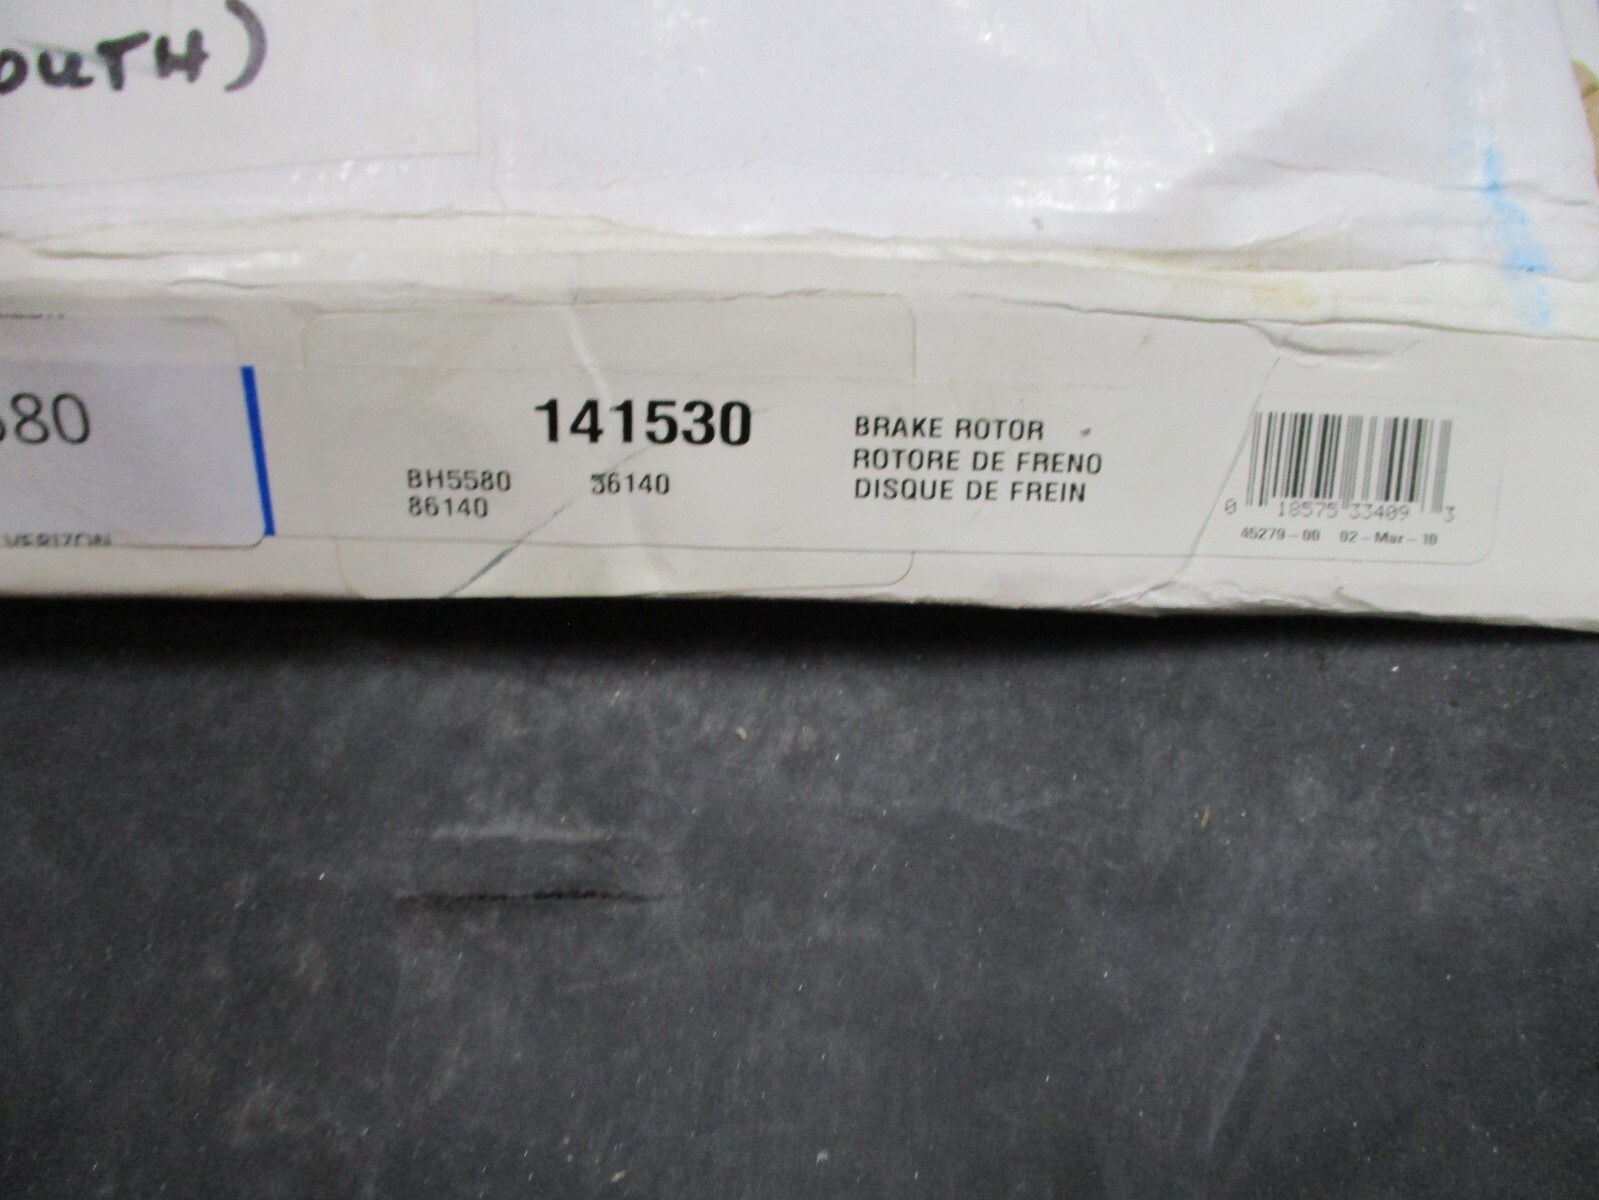 OUTH)
580
141530
BH5580 36140
86140
BRAKE ROTOR
ROTORE DE FRENO
DISQUE DE FREIN
0 18575 33409 3
45279-00 02-Mar-10